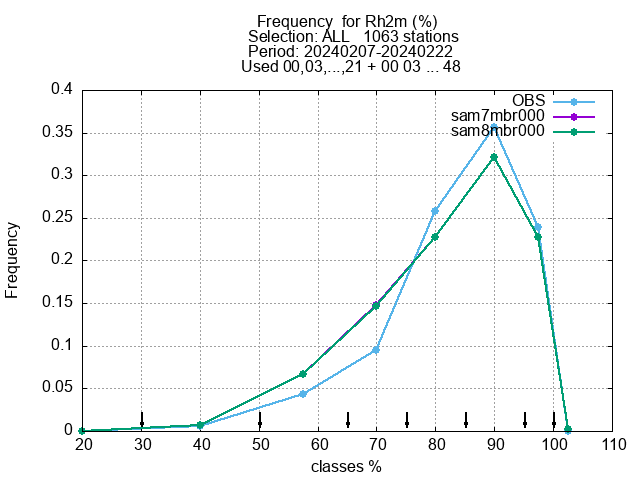 Frequency  for Rh2m (%)
Selection: ALL   1063 stations
Period: 20240207-20240222
Used 00,03,...,21 + 00 03 ... 48
OBS
sam7mbr000
sam8mbr000
0.4
0.35
0.3
0.25
0.2
0.15
0.1
0.05
0
Frequency
20 30 40 50 60 70 80 90 100 110
classes %